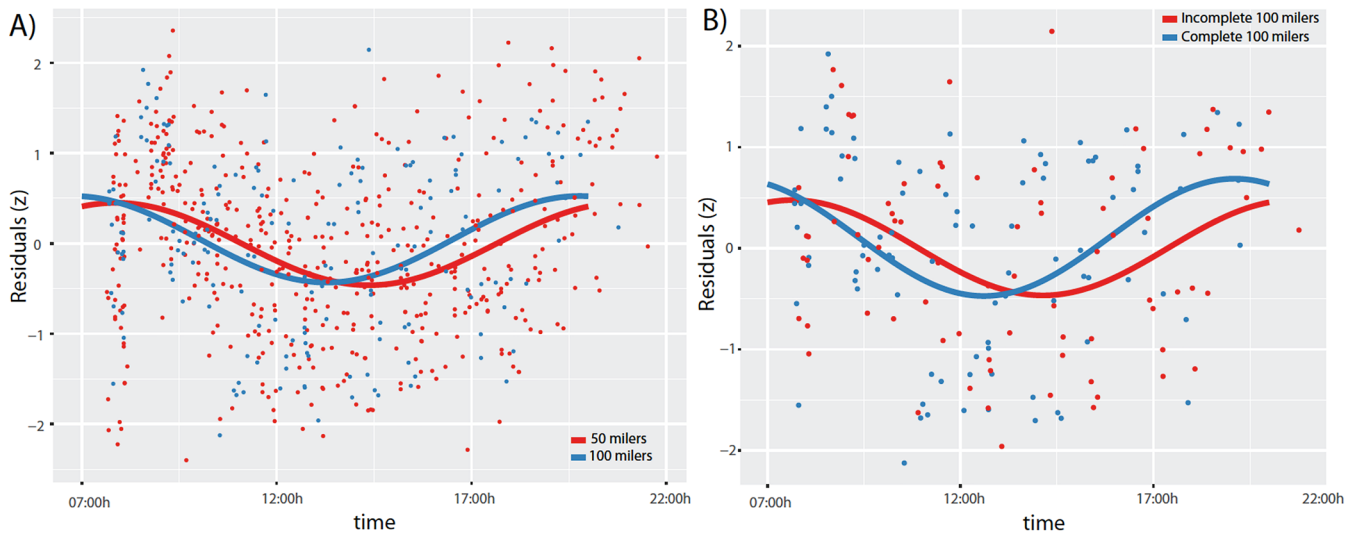 A)
Residuals (z)
2
1
0
−1
−2
07:00h
12:00h
17:00h
22:00h
time
50 milers
100 milers
B)
Incomplete 100 milers
Complete 100 milers
Residuals (z)
2
1
0
−1
−2
07:00h
12:00h
17:00h
22:00h
time